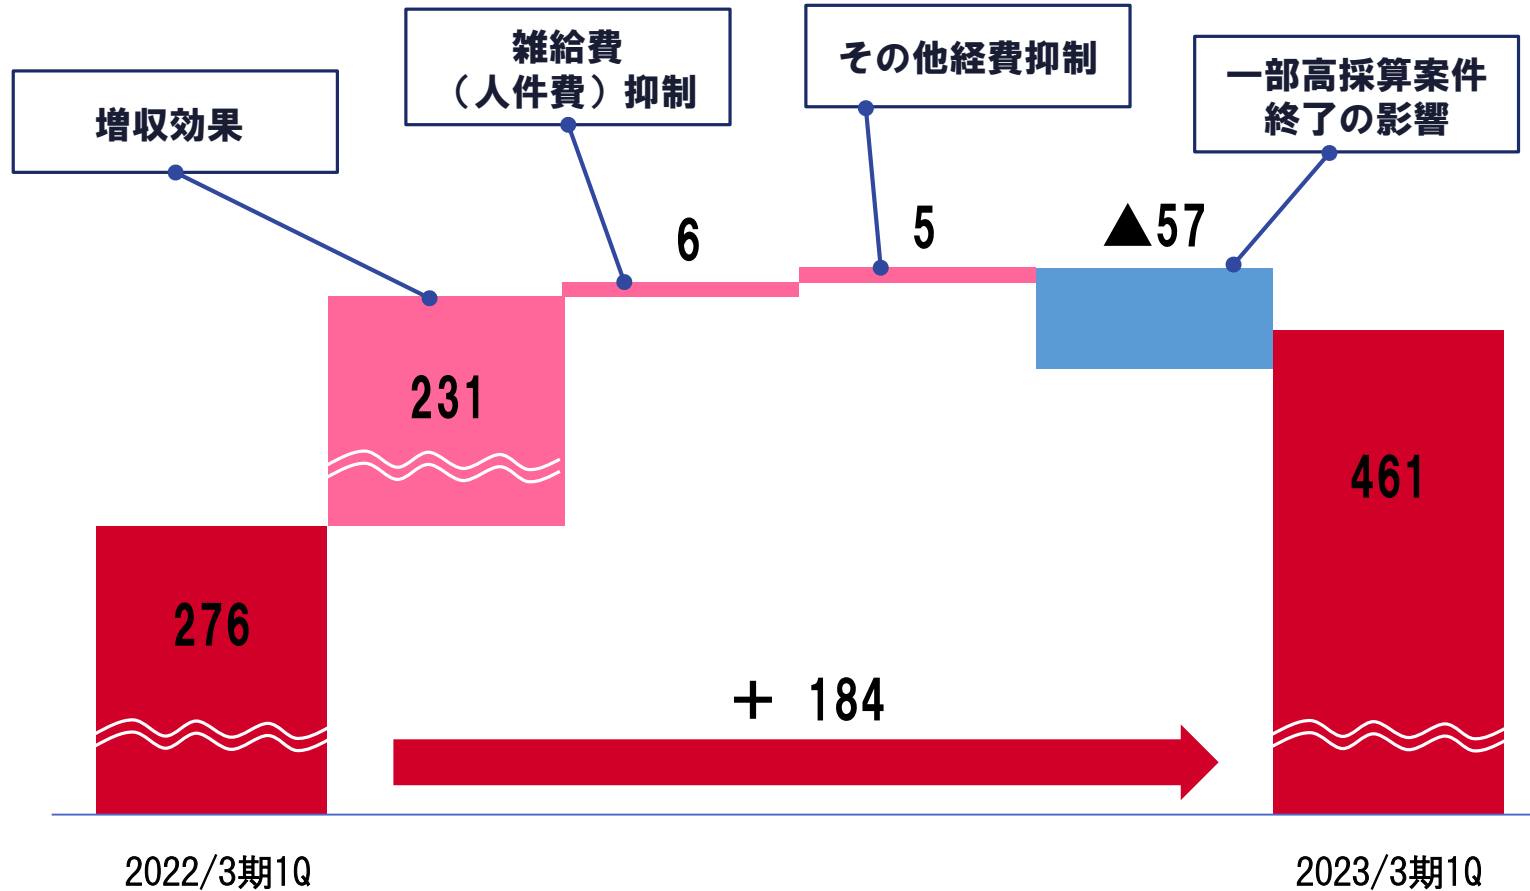 増収効果
雑給費
（人件費）抑制
その他経費抑制
一部高採算案件
終了の影響
6
5
▲57
231
461
276
＋ 184
2022/3期1Q
2023/3期1Q